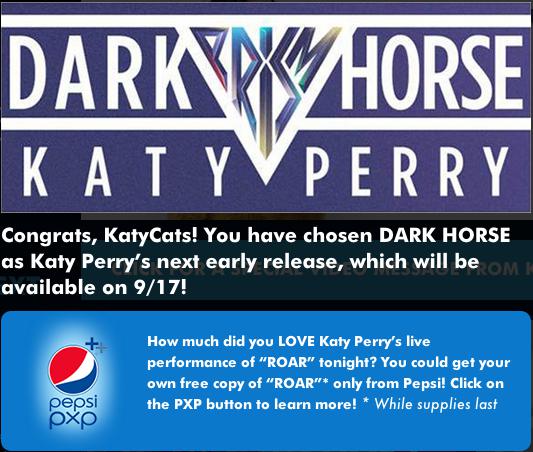 DARK PRISM HORSE
KATY PERRY
Congrats, KatyCats! You have chosen DARK HORSE
as Katy Perry's next early release, which will be
available on 9/17!
How much did you LOVE Katy Perry's live
performance of “ROAR” tonight? You could get your
own free copy of “ROAR”* only from Pepsi! Click on
the PXP button to learn more! * While supplies last
pepsi
pxp